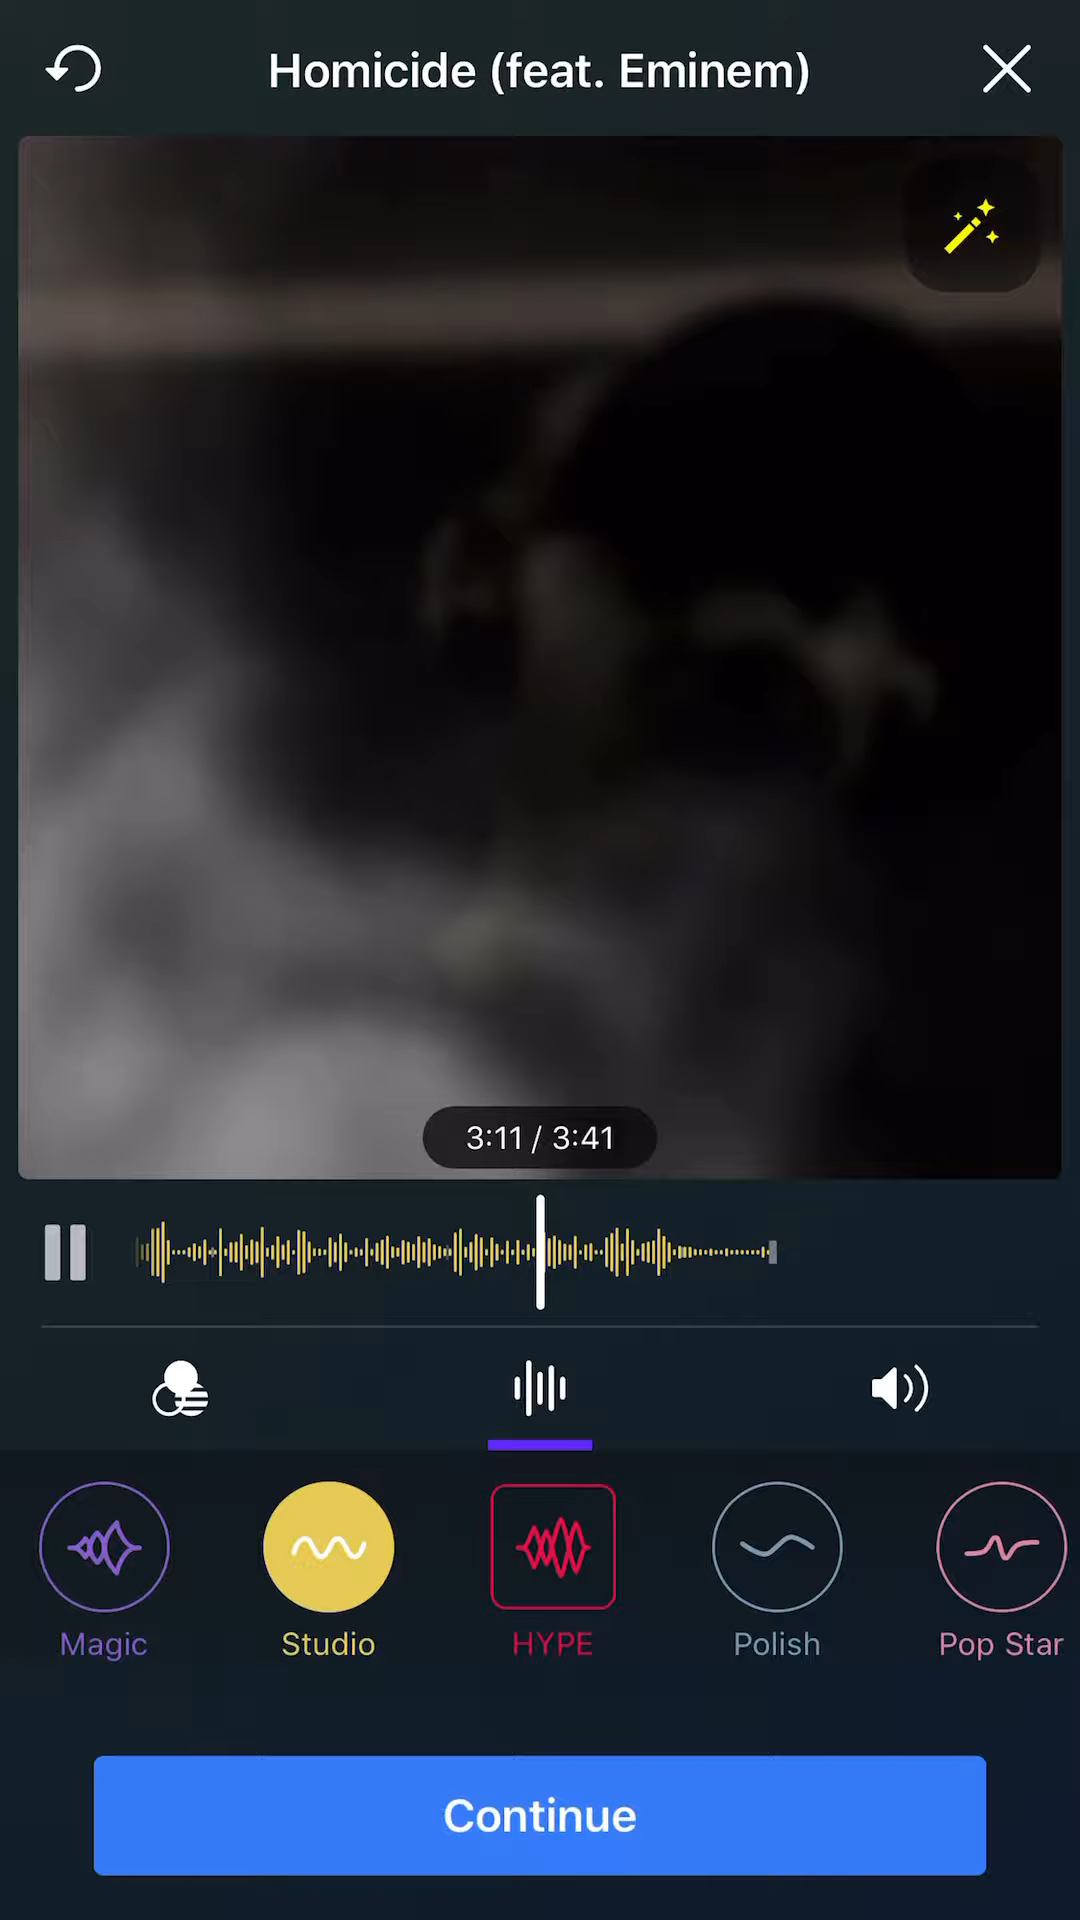 Homicide (feat. Eminem)
3:11 / 3:41
Magic
Studio
HYPE
Polish
Pop Star
Continue